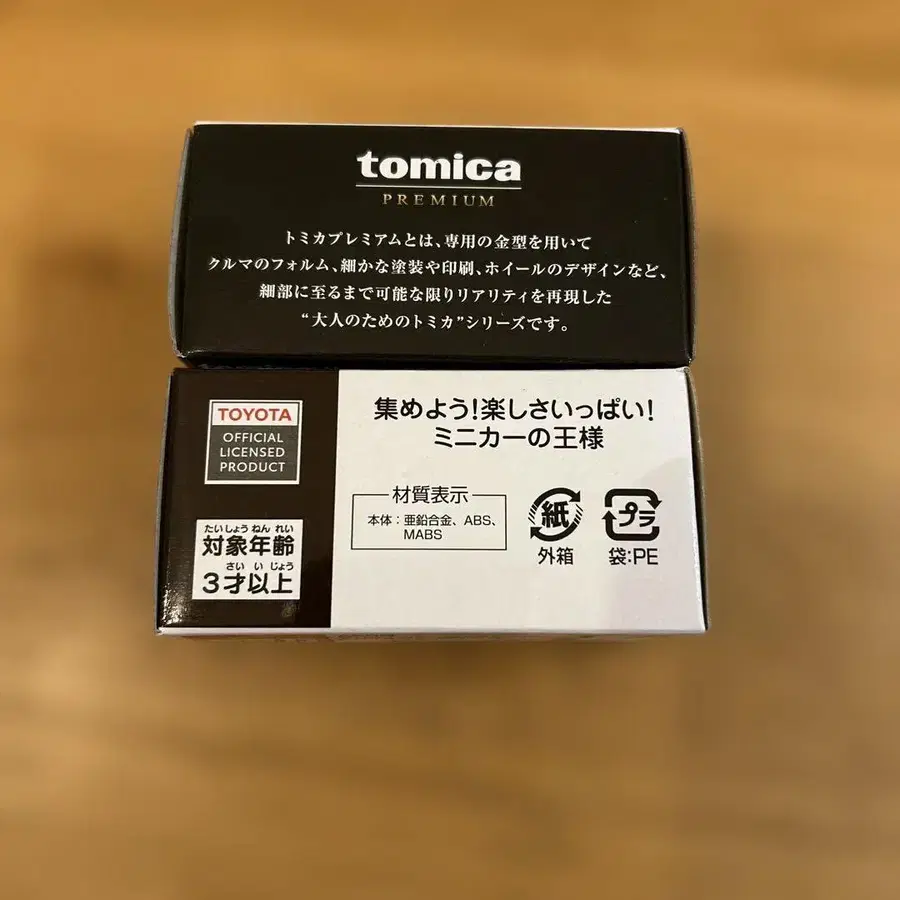 tomica
PREMIUM
トミカプレミアムとは、専用の金型を用いて
クルマのフォルム、細かな塗装や印刷、ホイールのデザインなど、
細部に至るまで可能な限りリアリティを再現した
“大人のためのトミカ”シリーズです。
TOYOTA
OFFICIAL
LICENSED
PRODUCT
たいしょう ねん れい
対象年齢
さい い じょう
3才以上
集めよう!楽しさいっぱい!
ミニカーの王様
材質表示
本体:亜鉛合金、ABS、
MABS
紙
外箱
プラ
袋:PE